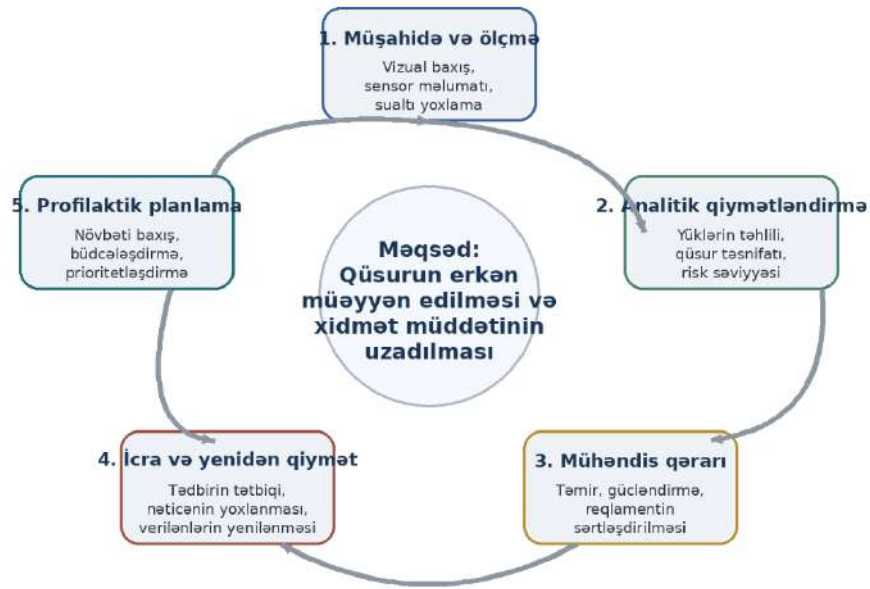 1. Müşahidə və ölçmə
Vizual baxış,
sensor məlumatı,
sualtı yoxlama
2. Analitik qiymətləndirmə
Yüklərin təhlili,
qüsur təsnifatı,
risk səviyyəsi
3. Mühəndis qərarı
Təmir, gücləndirmə,
reqlamentin
sərtləşdirilməsi
4. İcra və yenidən qiymət
Tədbirin tətbiqi,
nəticənin yoxlanması,
verilənlərin yenilənməsi
5. Profilaktik planlama
Növbəti baxış,
büdcələşdirmə,
prioritetləşdirmə
Məqsəd:
Qüsurun erkən
müəyyən edilməsi və
xidmət müddətinin
uzadılması